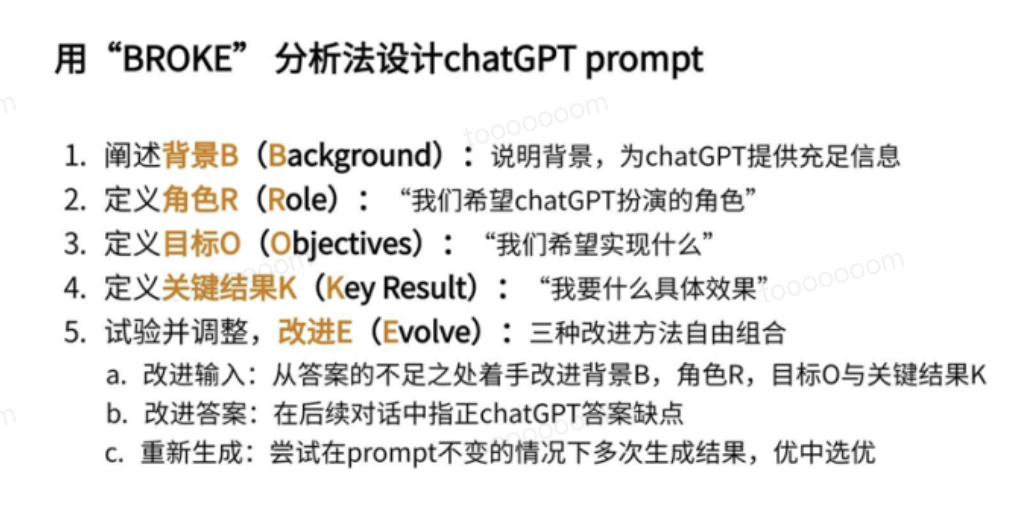 用“BROKE” 分析法设计chatGPT prompt
tooooooom
1. 阐述背景B（Background）：说明背景，为chatGPT提供充足信息
2. 定义角色R（Role）：“我们希望chatGPT扮演的角色”
3. 定义目标O（Objectives）：“我们希望实现什么”
toooooom
4. 定义关键结果K（Key Result）：“我要什么具体效果”
5. 试验并调整，改进E（Evolve）：三种改进方法自由组合
a. 改进输入：从答案的不足之处着手改进背景B，角色R，目标O与关键结果K
b. 改进答案：在后续对话中指正chatGPT答案缺点
c. 重新生成：尝试在prompt不变的情况下多次生成结果，优中选优